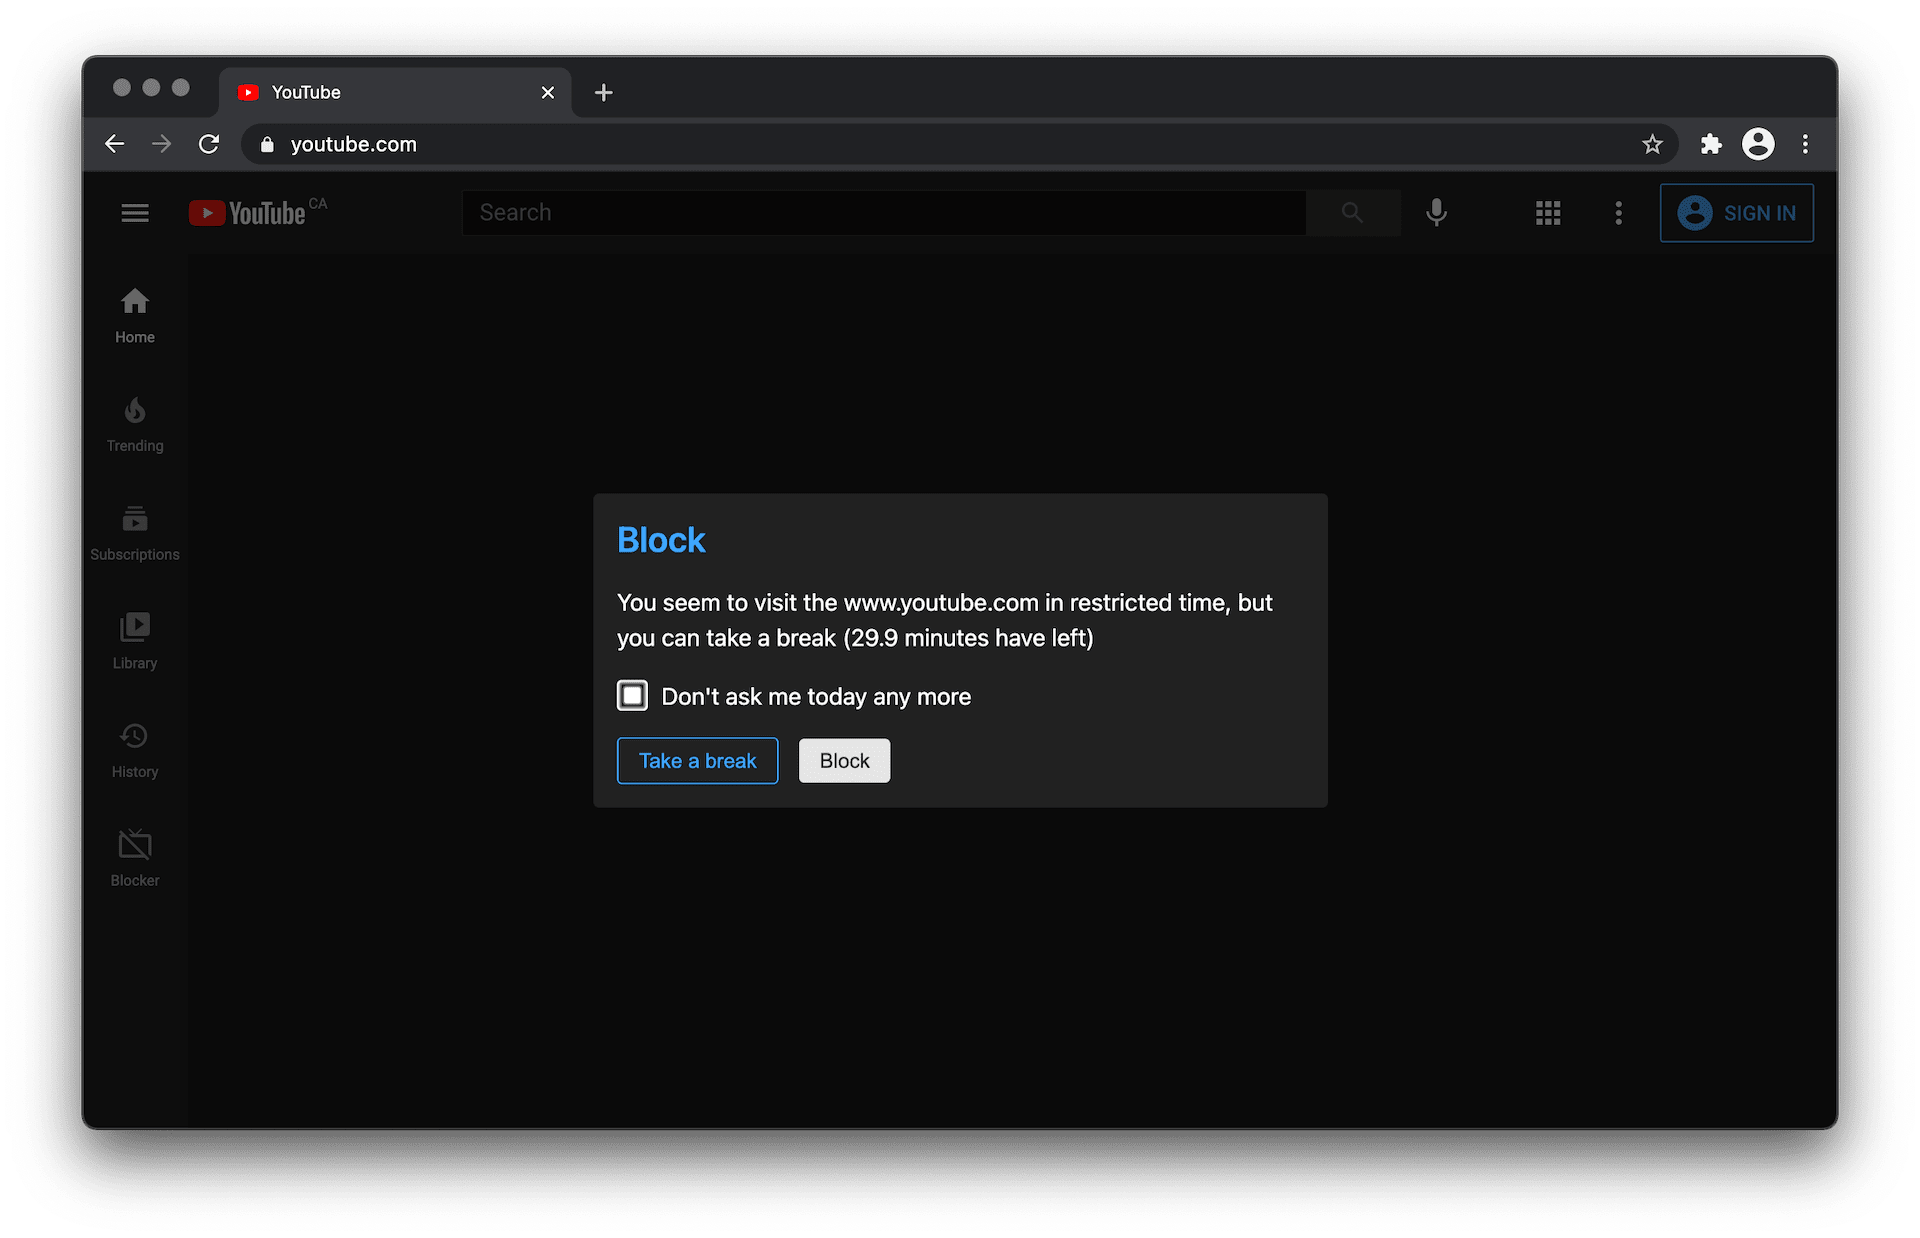 YouTube
youtube.com
YouTube CA
Search
SIGN IN
Home
Trending
Subscriptions
Library
History
Blocker
Block
You seem to visit the www.youtube.com in restricted time, but
you can take a break (29.9 minutes have left)
Don't ask me today any more
Take a break
Block